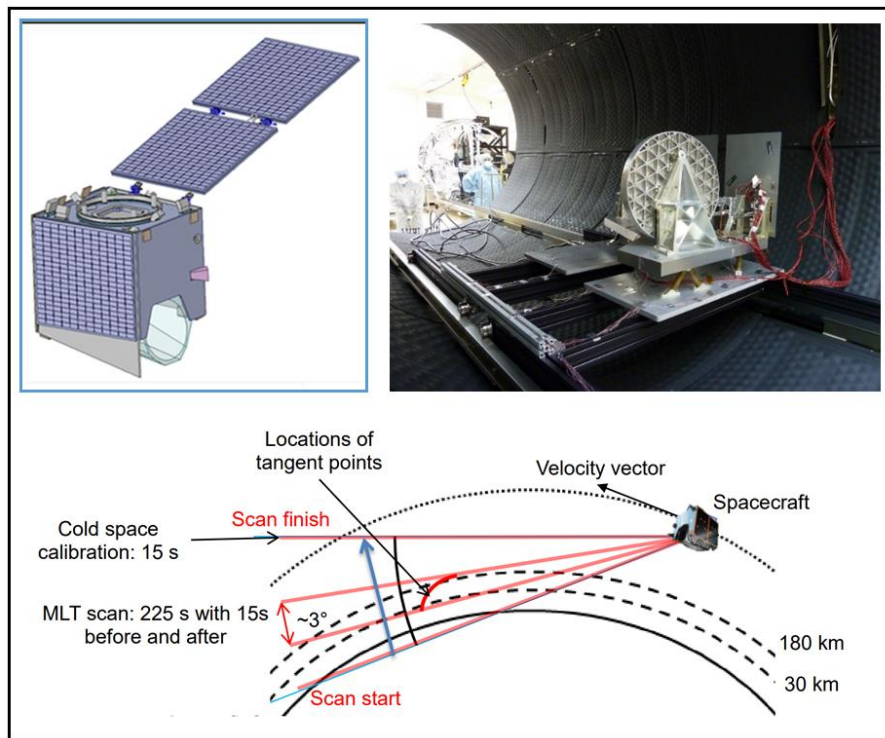 Locations of
tangent points
Velocity vector
Spacecraft
Cold space
calibration: 15 s
Scan finish
MLT scan: 225 s with 15s
before and after
~3°
180 km
30 km
Scan start